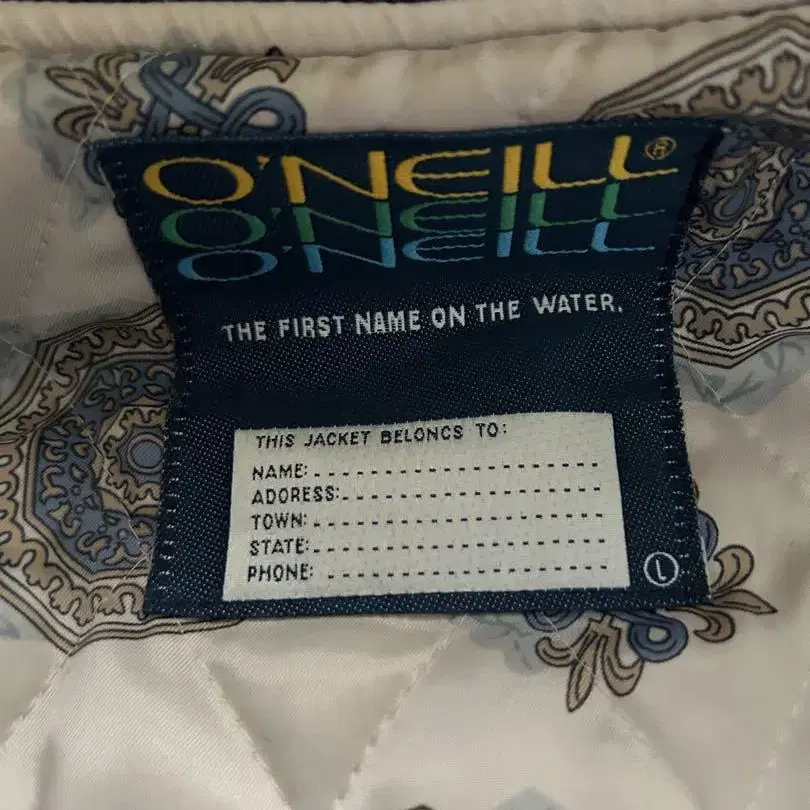 O'NEILL®
O'NEILL
O'NEILL
THE FIRST NAME ON THE WATER.
THIS JACKET BELONGS TO:
NAME:
ADDRESS:
TOWN:
STATE:
PHONE:
L